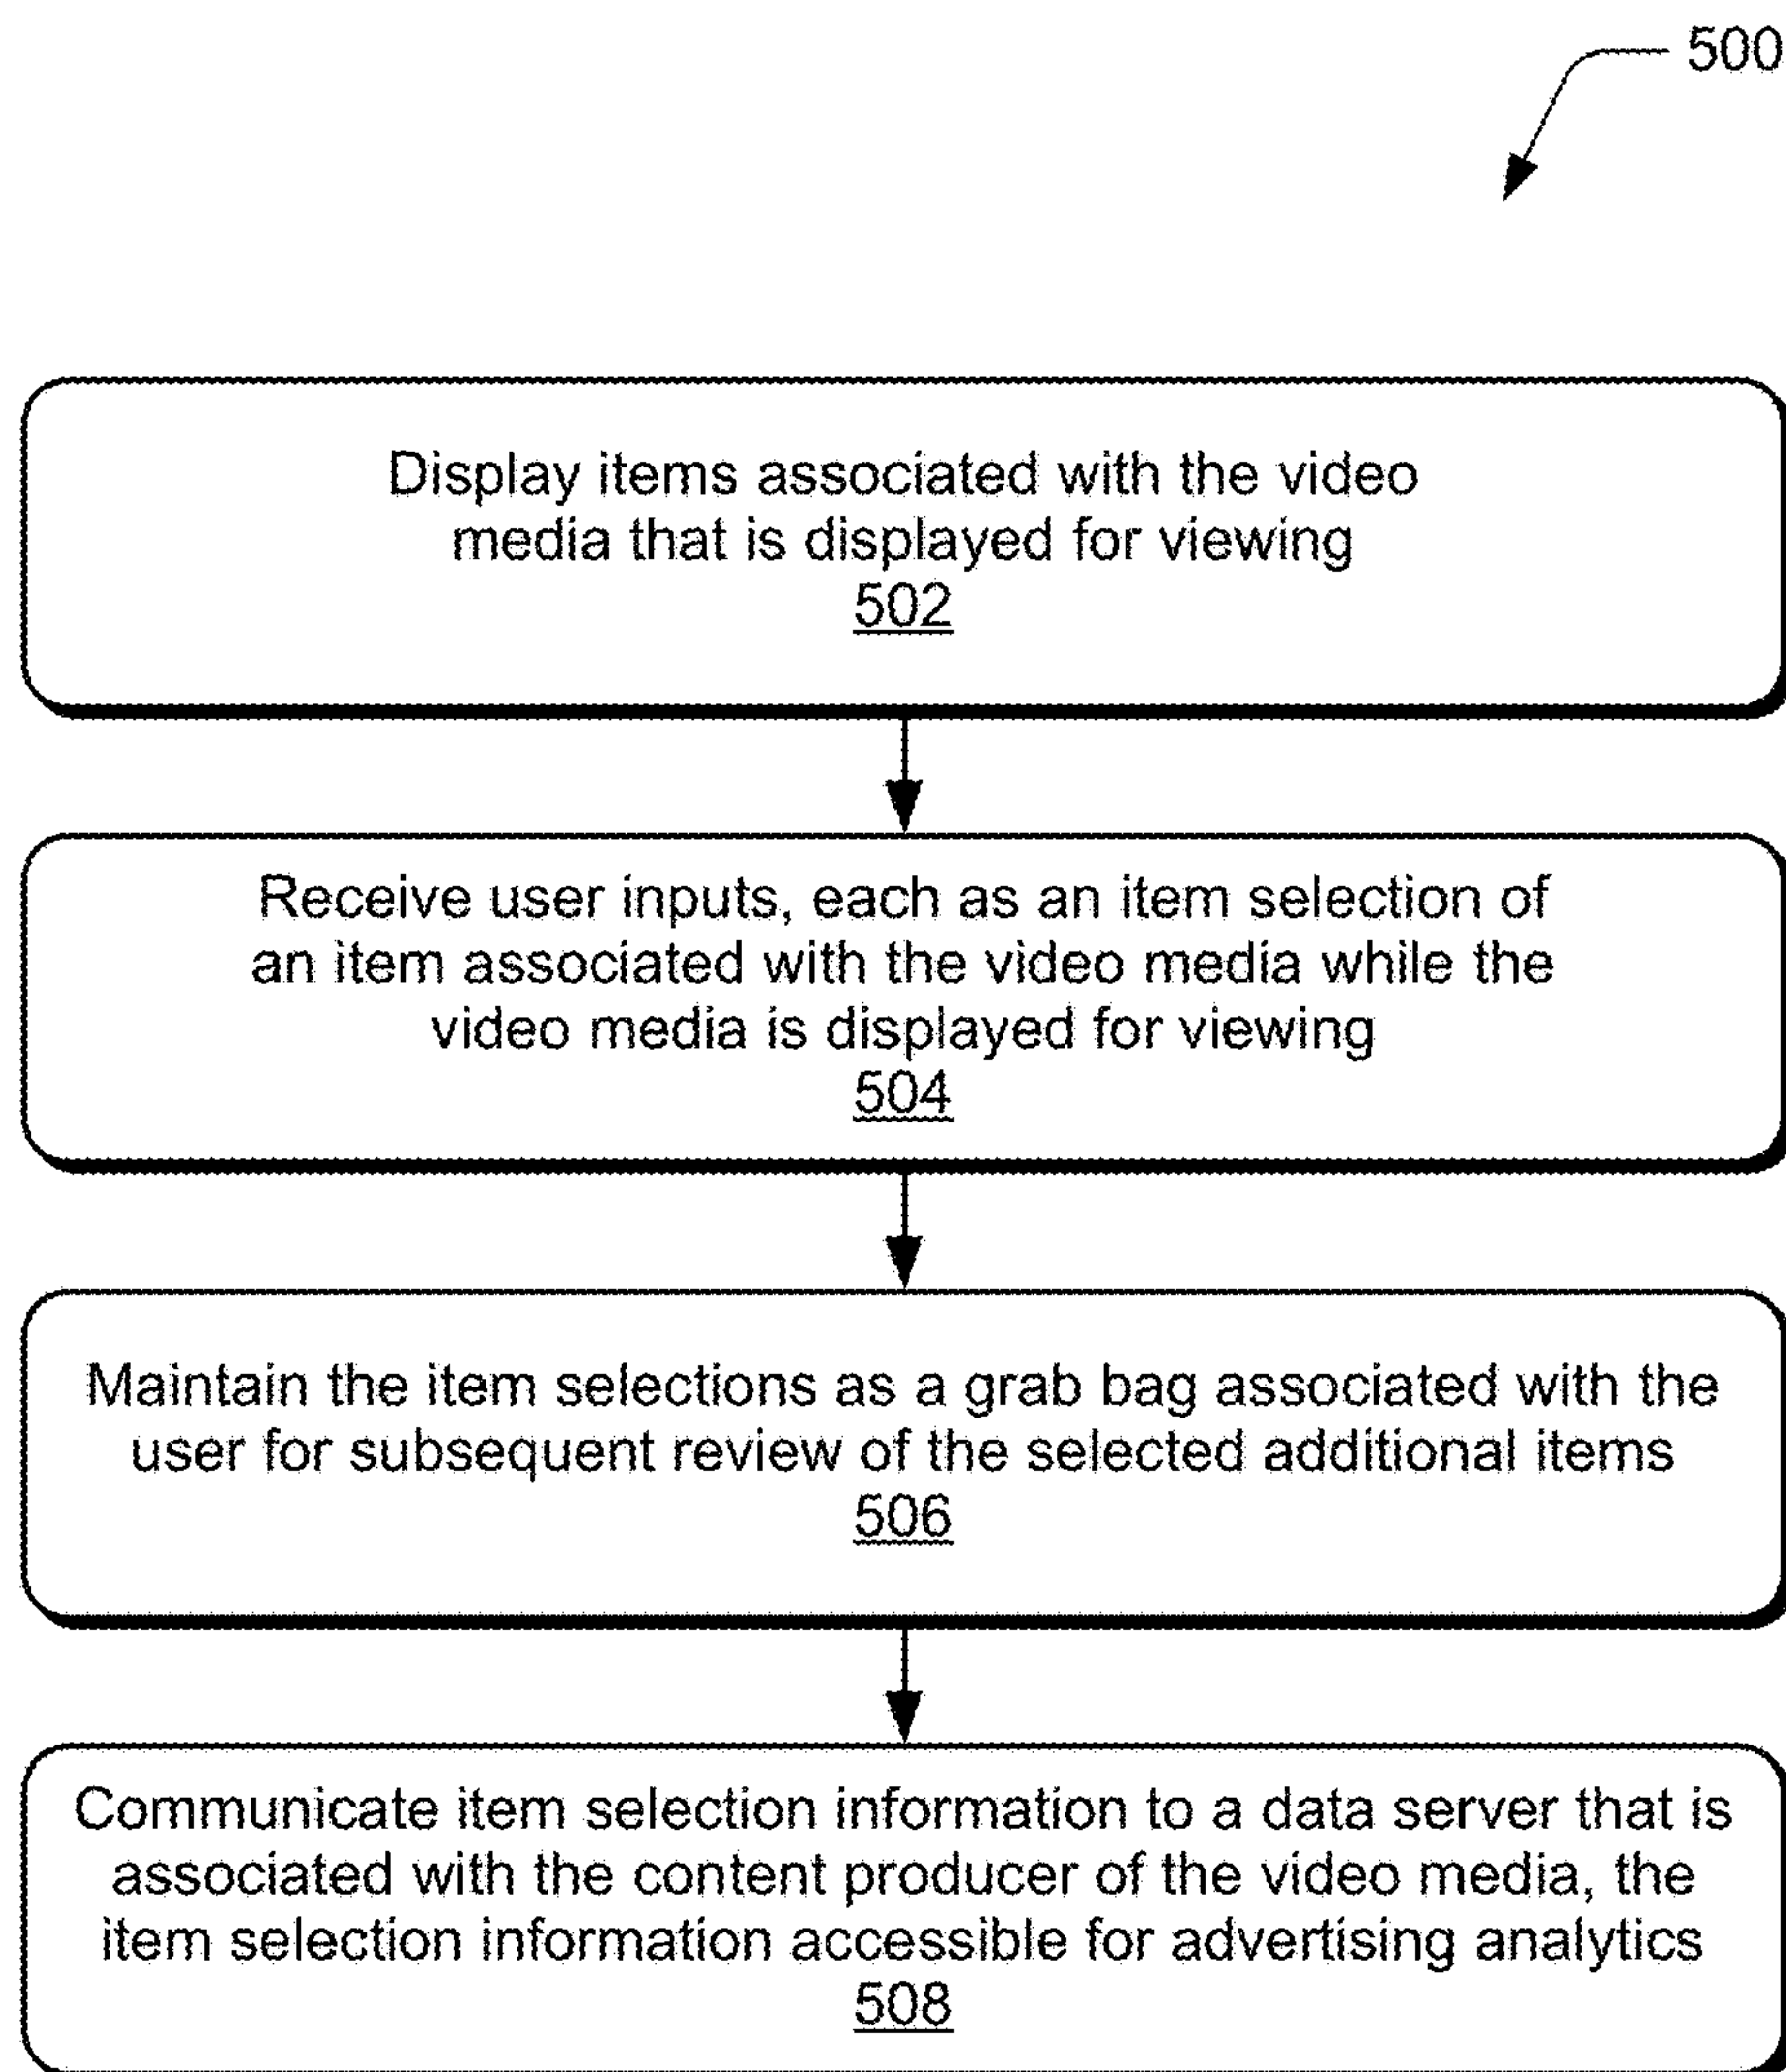 500
Display items associated with the video
media that is displayed for viewing
502
Receive user inputs, each as an item selection of
an item associated with the video media while the
video media is displayed for viewing
504
Maintain the item selections as a grab bag associated with the
user for subsequent review of the selected additional items
506
Communicate item selection information to a data server that is
associated with the content producer of the video media, the
item selection information accessible for advertising analytics
508